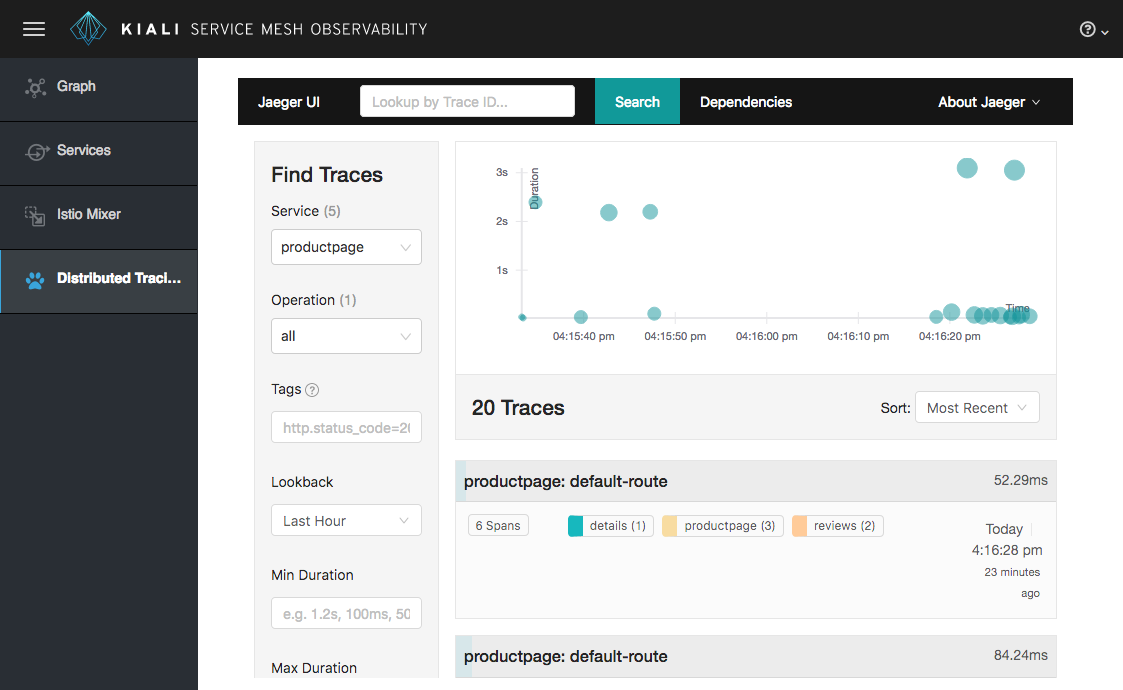 KIALI SERVICE MESH OBSERVABILITY
Graph
Services
Istio Mixer
Distributed Traci...
Jaeger UI
Lookup by Trace ID...
Search
Dependencies
About Jaeger
Find Traces
Service (5)
productpage
Operation (1)
all
Tags ?
http.status_code=20
Lookback
Last Hour
Min Duration
e.g. 1.2s, 100ms, 50
Max Duration
Duration
3s
2s
1s
Time
04:15:40 pm
04:15:50 pm
04:16:00 pm
04:16:10 pm
04:16:20 pm
20 Traces
Sort: Most Recent
productpage: default-route
52.29ms
6 Spans
details (1)
productpage (3)
reviews (2)
Today
4:16:28 pm
23 minutes
ago
productpage: default-route
84.24ms